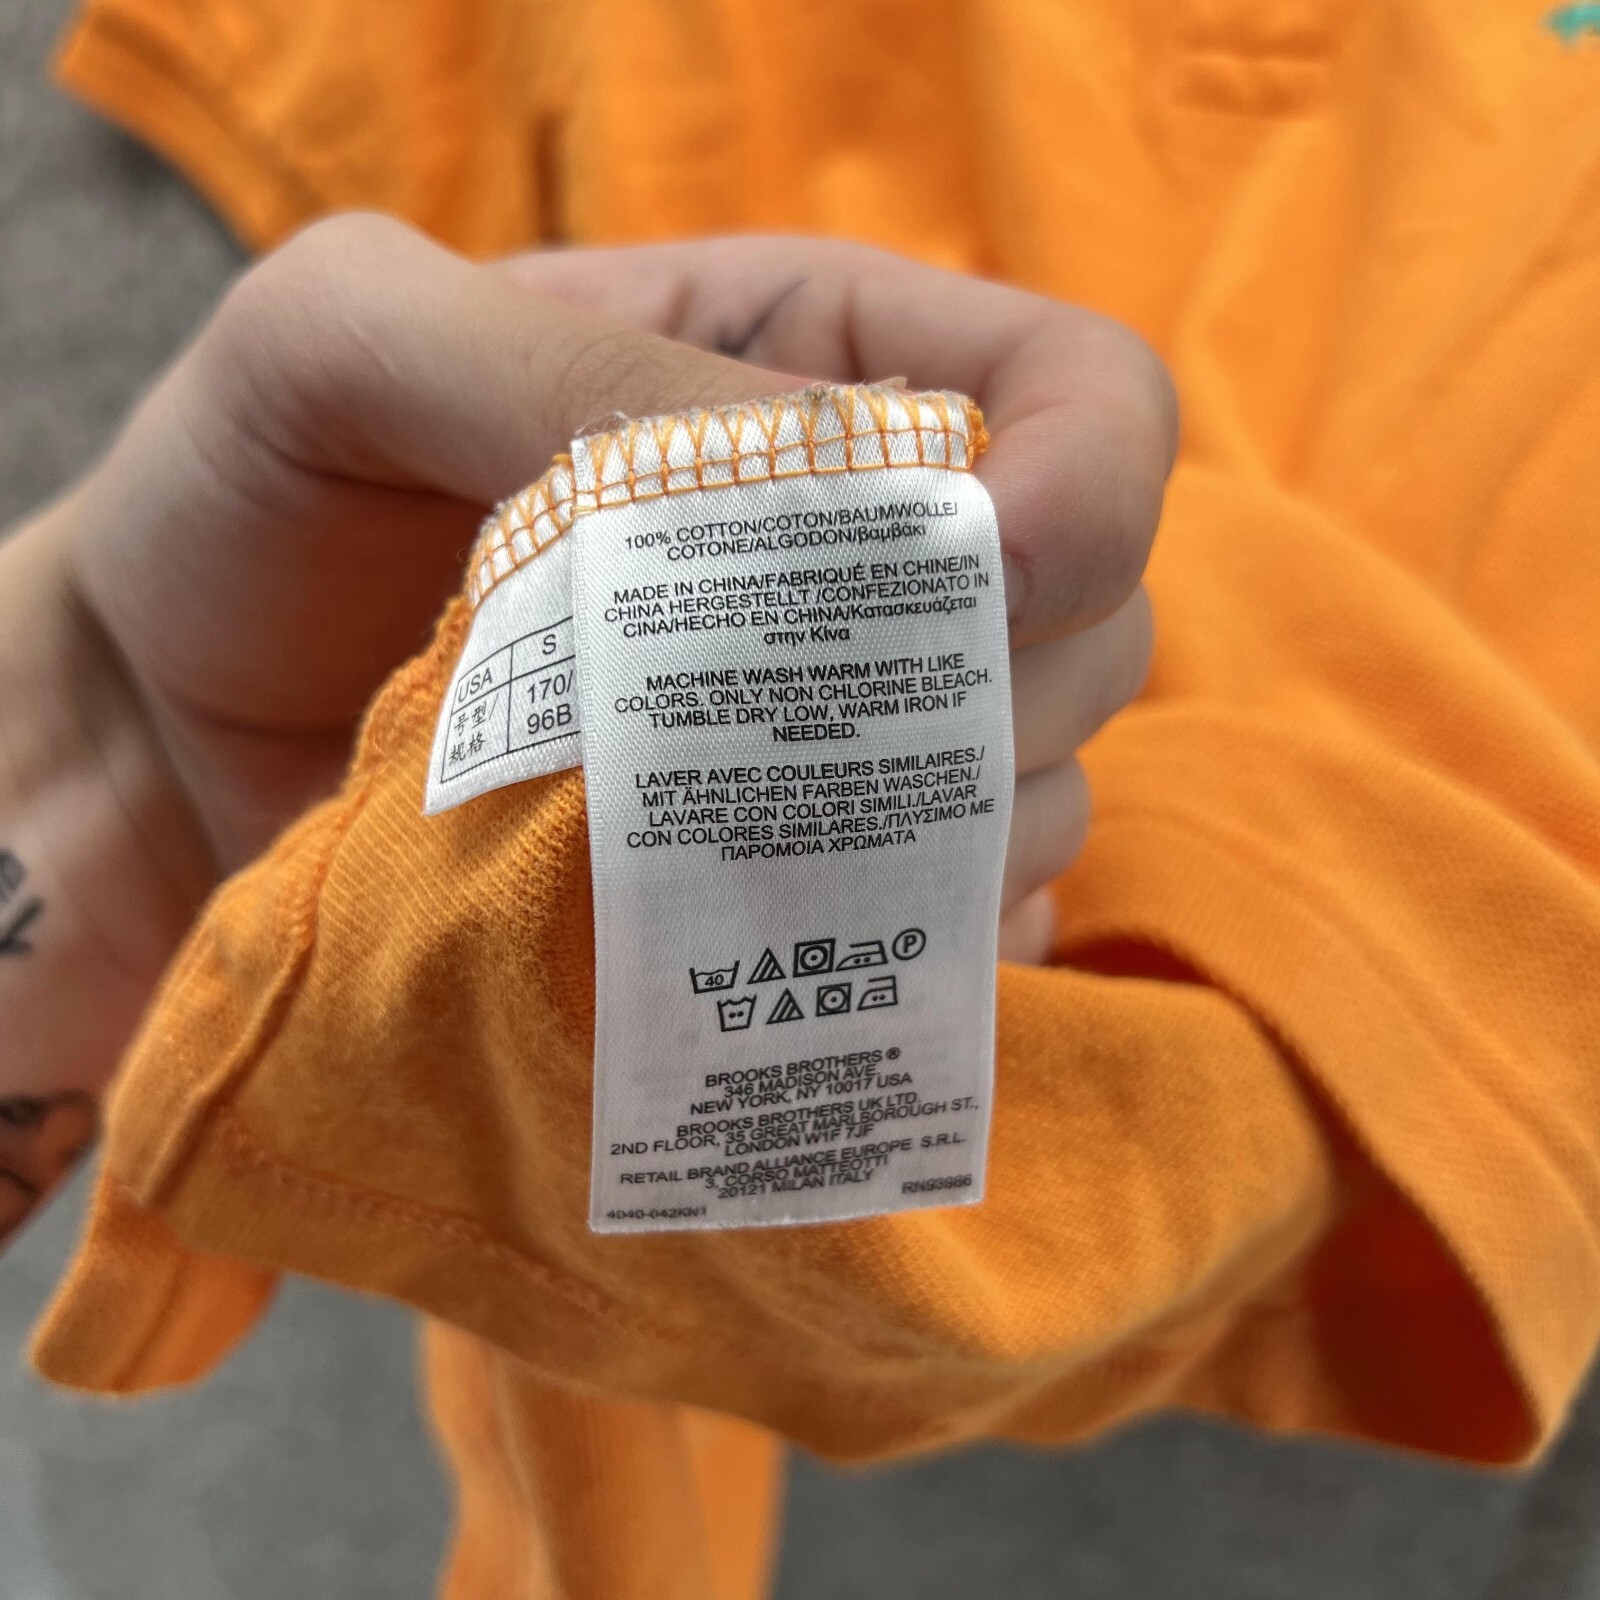 100% COTTON/COTON/BAUMWOLLE/
COTONE/ALGODON/βαμβάκι
MADE IN CHINA/FABRIQUÉ EN CHINE/IN
CHINA HERGESTELLT /CONFEZIONATO IN
CINA/HECHO EN CHINA/Κατασκευάζεται
στην Κίνα
MACHINE WASH WARM WITH LIKE
COLORS. ONLY NON CHLORINE BLEACH.
TUMBLE DRY LOW, WARM IRON IF
NEEDED.
LAVER AVEC COULEURS SIMILAIRES./
MIT ÄHNLICHEN FARBEN WASCHEN./
LAVARE CON COLORI SIMILI./LAVAR
CON COLORES SIMILARES./ΠΛΥΣΙΜΟ ΜΕ
ΠΑΡΟΜΟΙΑ ΧΡΩΜΑΤΑ
40 P
BROOKS BROTHERS ®
346 MADISON AVE.
NEW YORK, NY 10017 USA
BROOKS BROTHERS UK LTD.
2ND FLOOR, 35 GREAT MARLBOROUGH ST.,
LONDON W1F 7JF
RETAIL BRAND ALLIANCE EUROPE S.R.L.
3, CORSO MATTEOTTI
20121 MILAN ITALY
RN93986
4040-042KN1
USA S
号型/ 170/
规格 96B